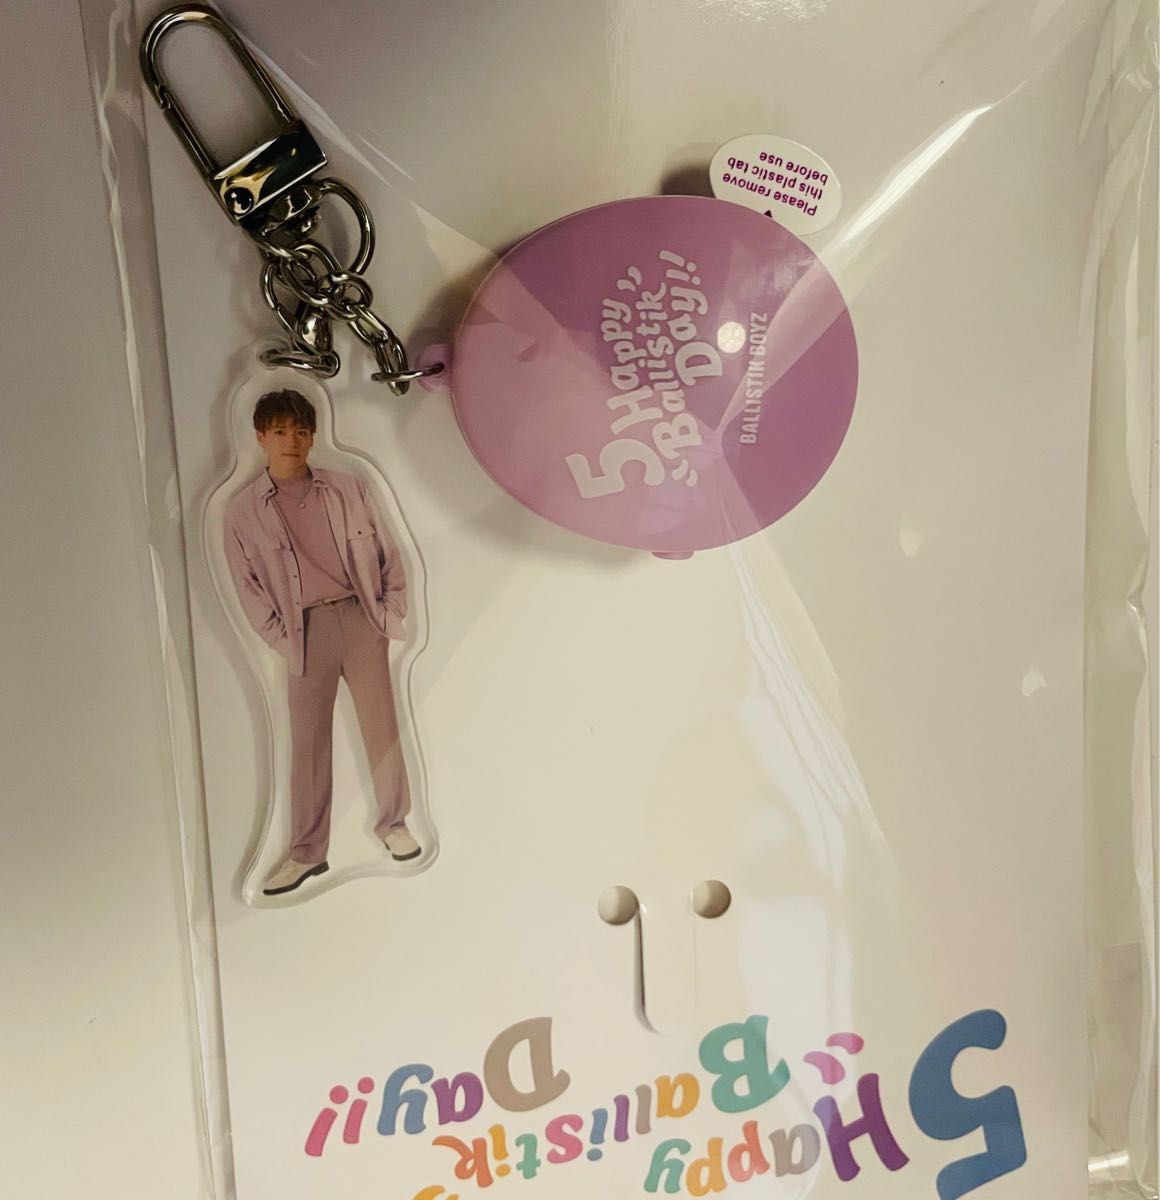 Please remove
this plastic tab
before use
5 Happy
Ballistik
Day!!
BALLISTIK BOYZ
5 Happy
Ballistik
Day!!